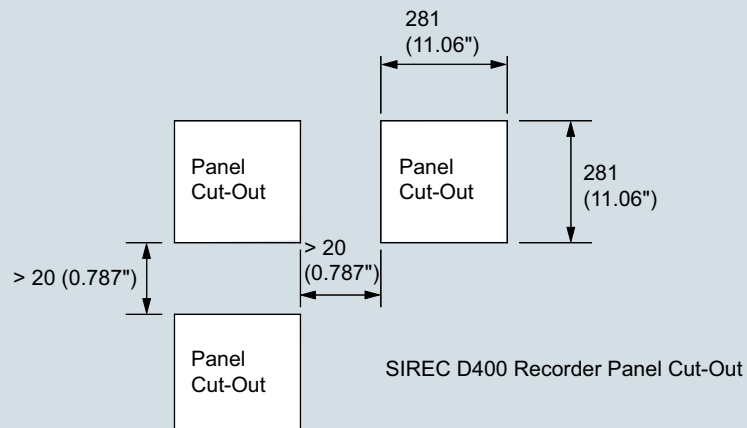 281
(11.06")
Panel
Cut-Out
Panel
Cut-Out
281
(11.06")
> 20
(0.787")
> 20 (0.787")
Panel
Cut-Out
SIREC D400 Recorder Panel Cut-Out